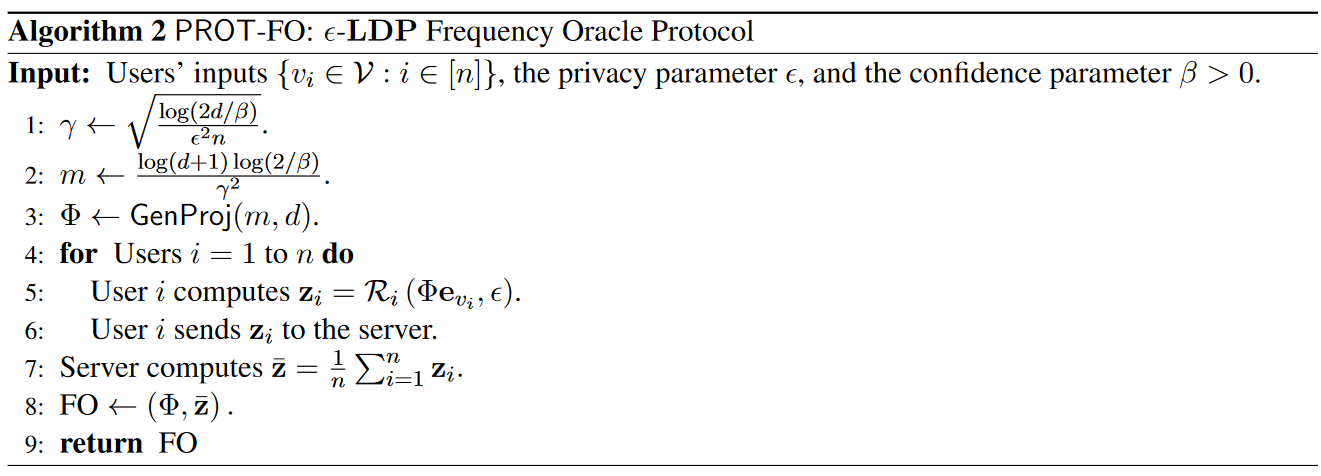 Algorithm 2 PROT-FO: ϵ-LDP Frequency Oracle Protocol
Input: Users' inputs {v_i ∈ 𝒱 : i ∈ [n]}, the privacy parameter ϵ, and the confidence parameter β > 0.
1: γ ← √(log(2d/β)/(ϵ²n)).
2: m ← log(d+1) log(2/β)/γ².
3: Φ ← GenProj(m, d).
4: for Users i = 1 to n do
5: User i computes z_i = ℛ_i (Φe_{v_i}, ϵ).
6: User i sends z_i to the server.
7: Server computes z̄ = 1/n ∑_{i=1}^{n} z_i.
8: FO ← (Φ, z̄) .
9: return FO